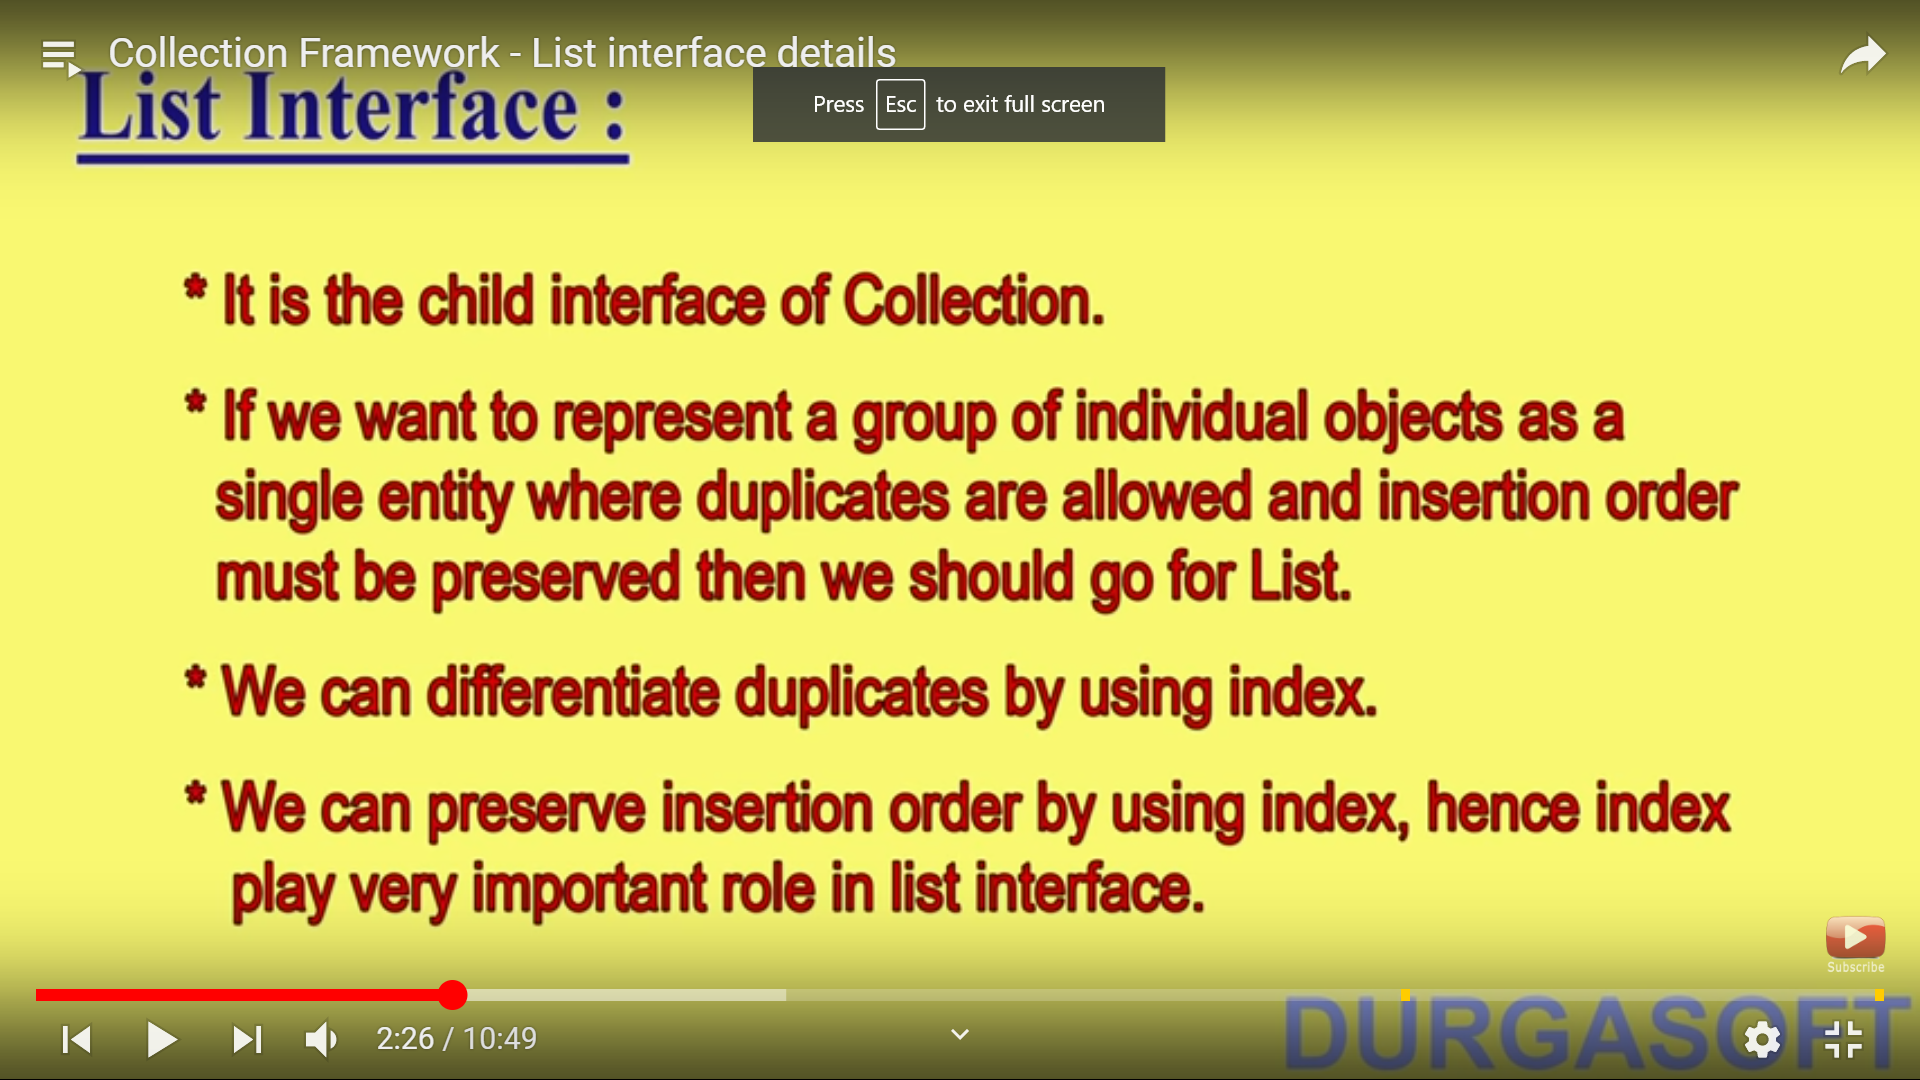 Collection Framework - List interface details
List Interface :
Press Esc to exit full screen
* It is the child interface of Collection.
* If we want to represent a group of individual objects as a
single entity where duplicates are allowed and insertion order
must be preserved then we should go for List.
* We can differentiate duplicates by using index.
* We can preserve insertion order by using index, hence index
play very important role in list interface.
Subscribe
2:26 / 10:49
DURGASOFT